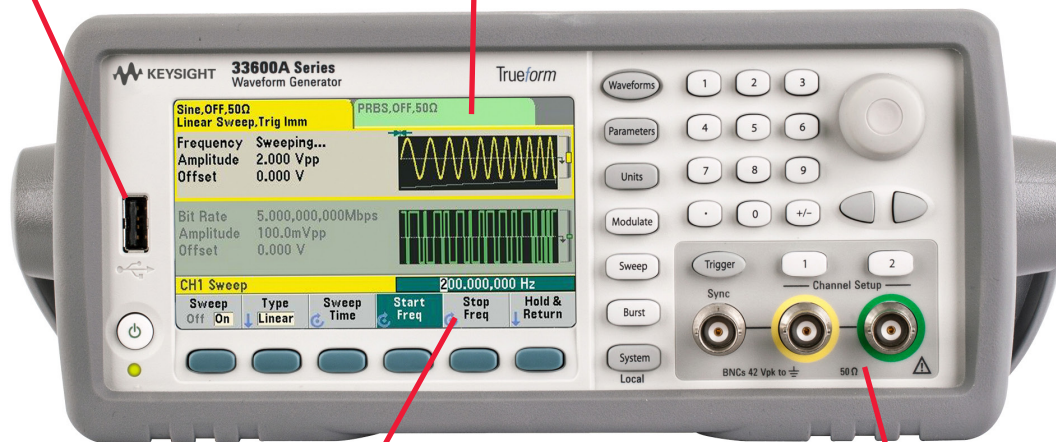 KEYSIGHT 33600A Series
Waveform Generator
Trueform
Sine,OFF,50Ω
Linear Sweep,Trig Imm
PRBS,OFF,50Ω
Frequency Sweeping...
Amplitude 2.000 Vpp
Offset 0.000 V
Bit Rate 5.000,000,000Mbps
Amplitude 100.0mVpp
Offset 0.000 V
CH1 Sweep 200.000,000 Hz
Sweep Type Sweep Start Stop Hold &
Off On Linear Time Freq Freq Return
Waveforms
Parameters
Units
Modulate
Sweep
Burst
System
Local
1 2 3
4 5 6
7 8 9
. 0 +/−
Trigger 1 2
Channel Setup
Sync
BNCs 42 Vpk to ⏚ 50 Ω